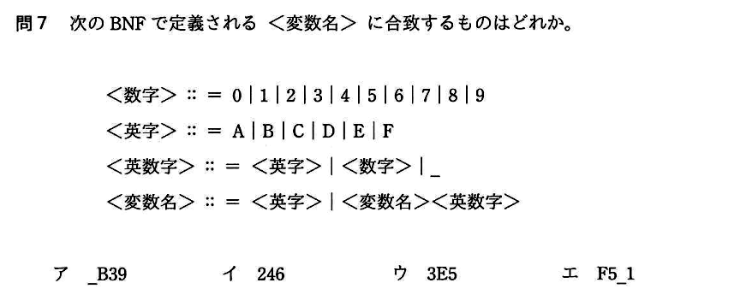 問7 次の BNF で定義される <変数名> に合致するものはどれか。
<数字> :: = 0 | 1 | 2 | 3 | 4 | 5 | 6 | 7 | 8 | 9
<英字> :: = A | B | C | D | E | F
<英数字> :: = <英字> | <数字> | _
<変数名> :: = <英字> | <変数名><英数字>
ア _B39 イ 246 ウ 3E5 エ F5_1